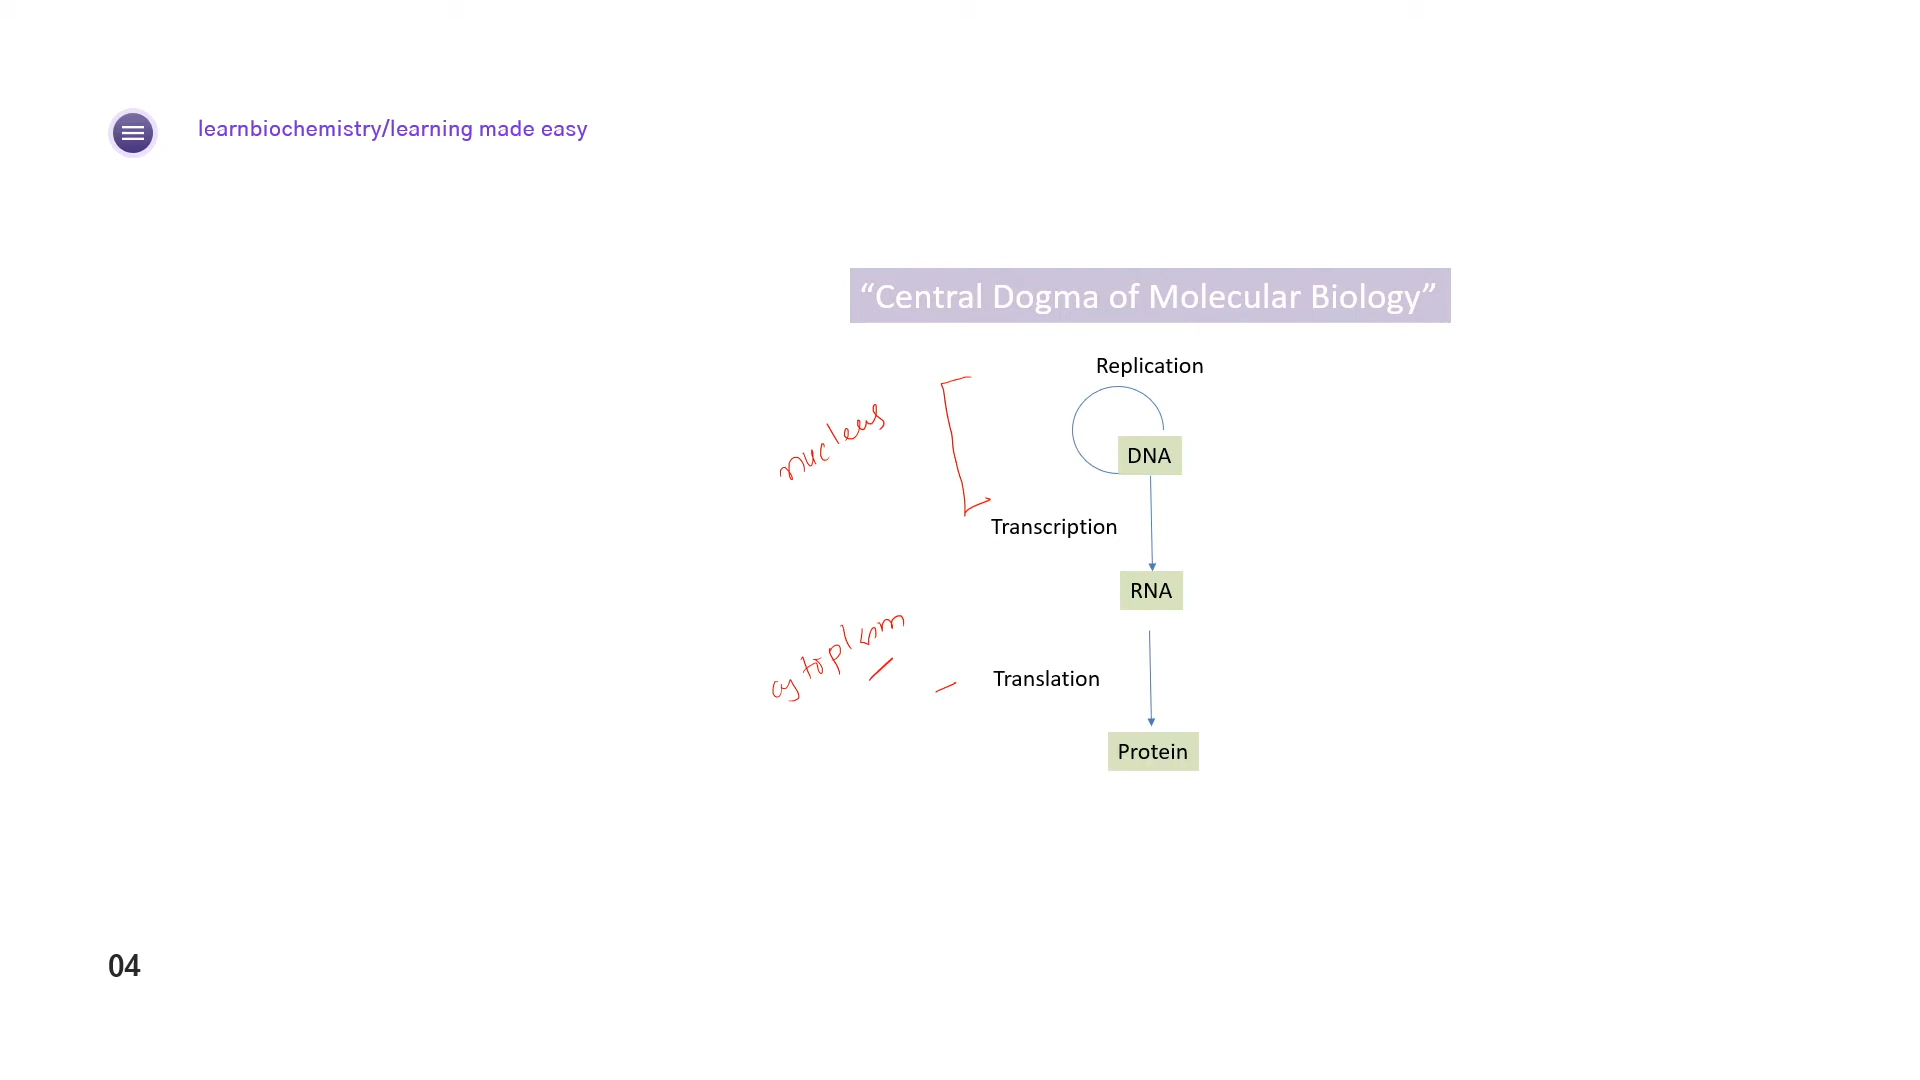 learnbiochemistry/learning made easy
“Central Dogma of Molecular Biology”
Replication
nucleus
DNA
Transcription
RNA
cytoplasm
Translation
Protein
04